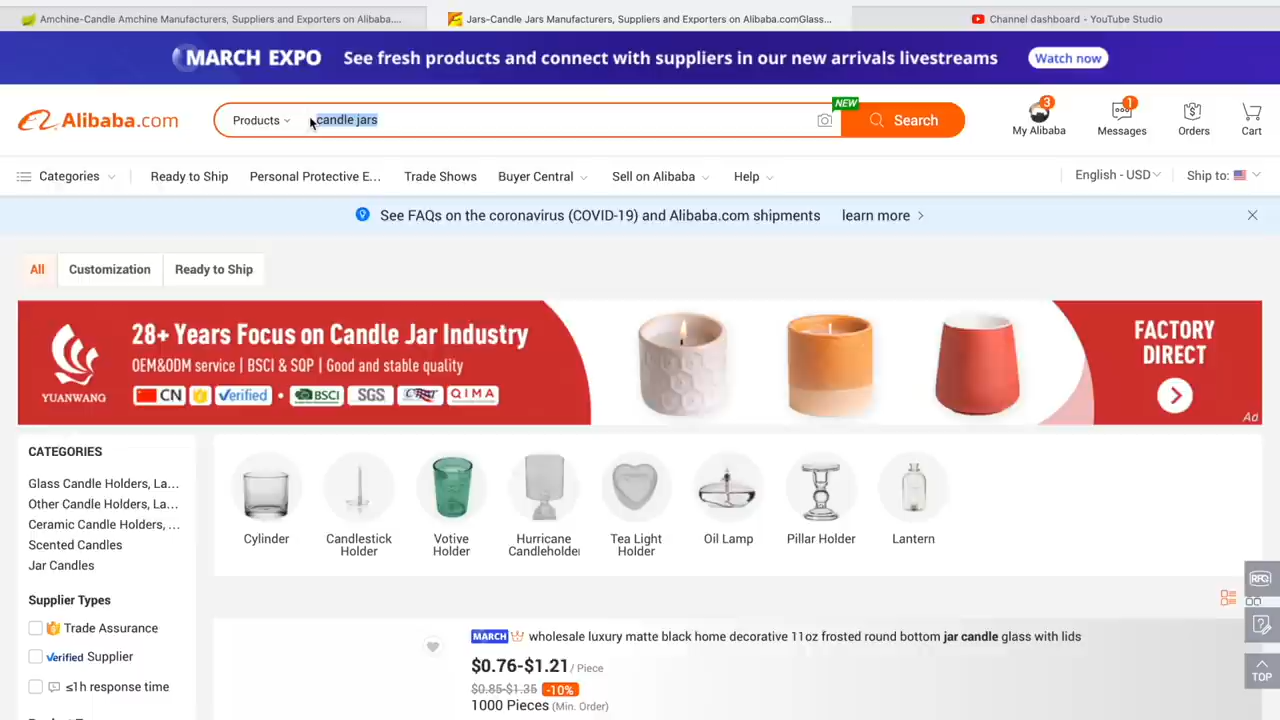 Amchine-Candle Amchine Manufacturers, Suppliers and Exporters on Alibaba....
Jars-Candle Jars Manufacturers, Suppliers and Exporters on Alibaba.comGlass...
Channel dashboard - YouTube Studio
MARCH EXPO See fresh products and connect with suppliers in our new arrivals livestreams Watch now
Alibaba.com
Products
candle jars
NEW
Search
3
My Alibaba
1
Messages
Orders
Cart
Categories
Ready to Ship
Personal Protective E...
Trade Shows
Buyer Central
Sell on Alibaba
Help
English - USD
Ship to:
See FAQs on the coronavirus (COVID-19) and Alibaba.com shipments learn more
All
Customization
Ready to Ship
YUANWANG
28+ Years Focus on Candle Jar Industry
OEM&ODM service | BSCI & SQP | Good and stable quality
CN Verified • BSCI SGS QIMA
FACTORY
DIRECT
Ad
CATEGORIES
Glass Candle Holders, La...
Other Candle Holders, La...
Ceramic Candle Holders, ...
Scented Candles
Jar Candles
Supplier Types
Trade Assurance
Verified Supplier
≤1h response time
Cylinder
Candlestick
Holder
Votive
Holder
Hurricane
Candleholder
Tea Light
Holder
Oil Lamp
Pillar Holder
Lantern
RFQ
TOP
MARCH wholesale luxury matte black home decorative 11oz frosted round bottom jar candle glass with lids
$0.76-$1.21 / Piece
$0.85-$1.35 -10%
1000 Pieces (Min. Order)